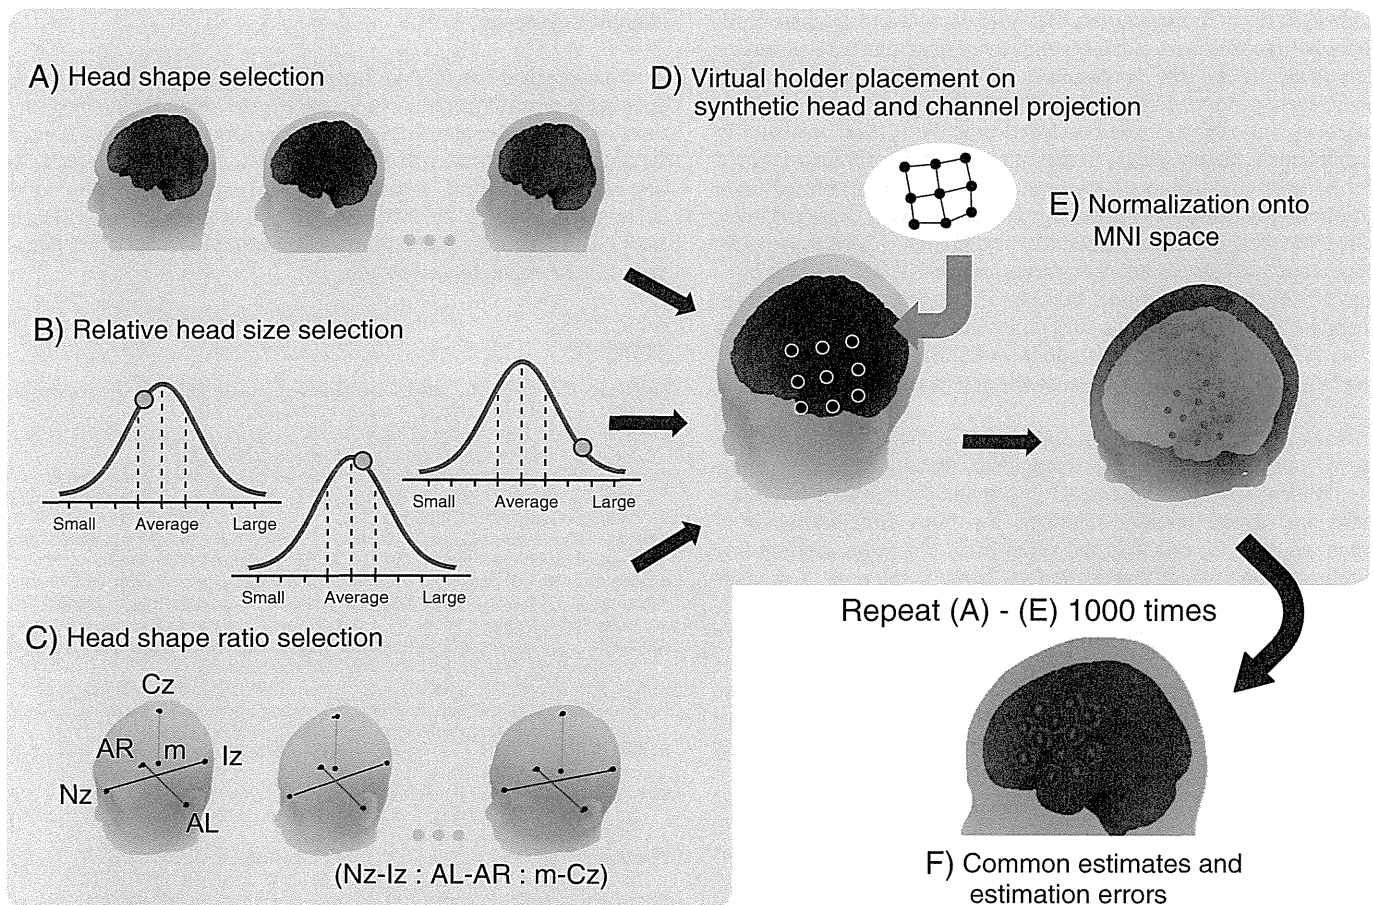 A) Head shape selection
B) Relative head size selection
Small Average Large
Small Average Large
Small Average Large
C) Head shape ratio selection
Cz
AR m Iz
Nz
AL
(Nz-Iz : AL-AR : m-Cz)
D) Virtual holder placement on
synthetic head and channel projection
E) Normalization onto
MNI space
Repeat (A) - (E) 1000 times
F) Common estimates and
estimation errors